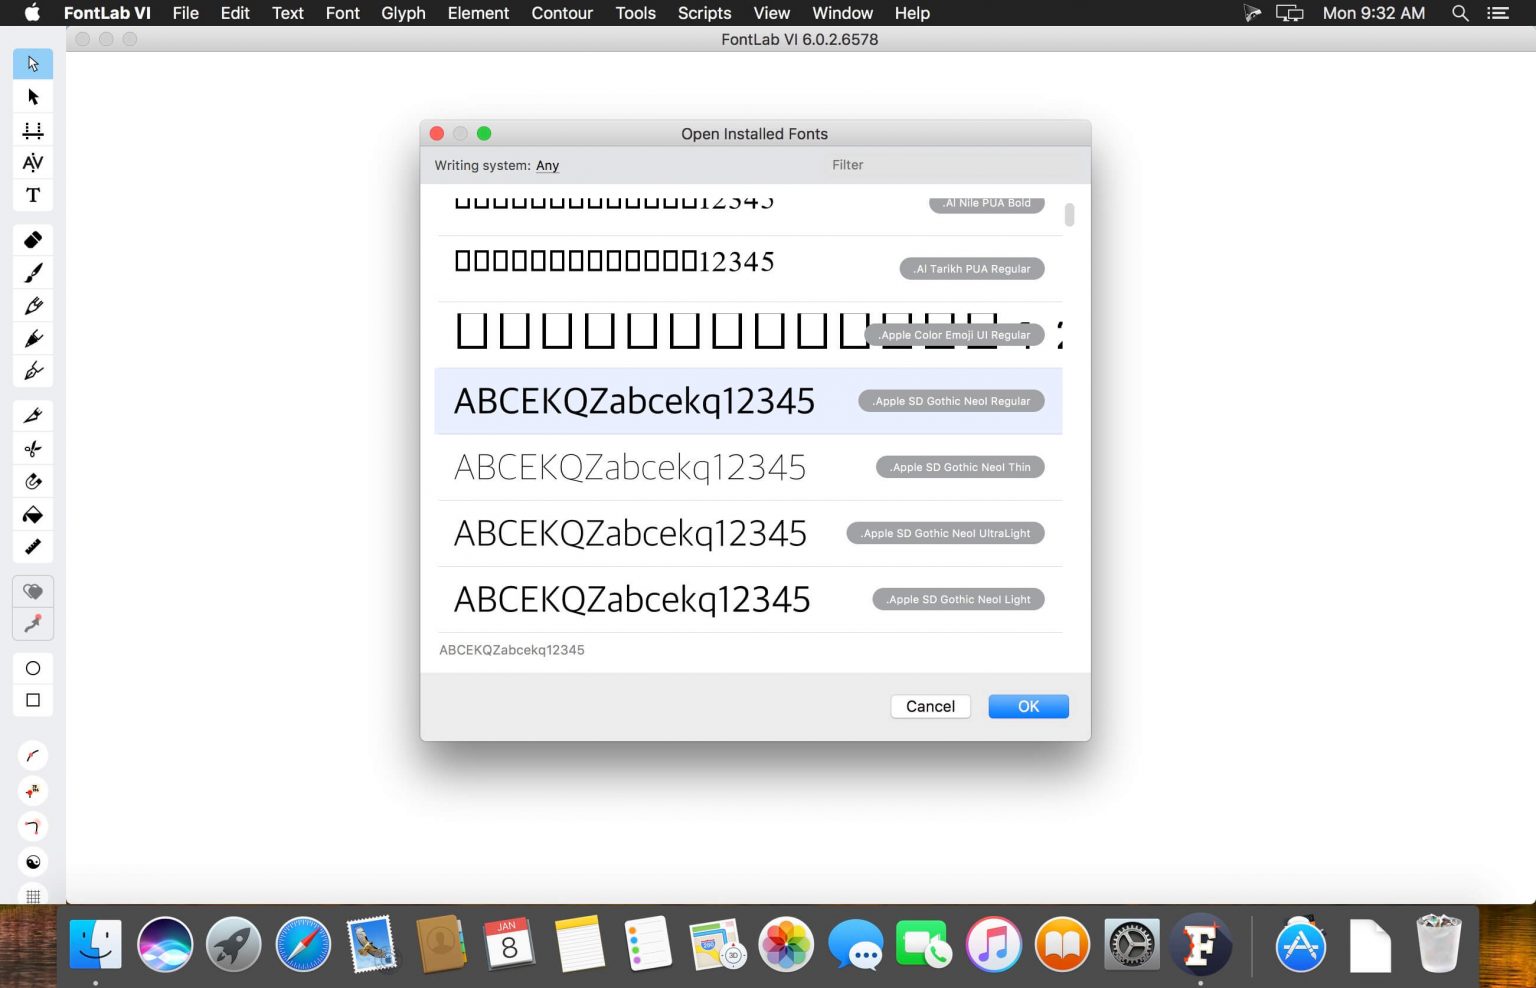 FontLab VI File Edit Text Font Glyph Element Contour Tools Scripts View Window Help Mon 9:32 AM
FontLab VI 6.0.2.6578
Open Installed Fonts
Writing system: Any Filter
12345 .Al Nile PUA Bold
12345 .Al Tarikh PUA Regular
.Apple Color Emoji UI Regular
ABCEKQZabcekq12345 .Apple SD Gothic NeoI Regular
ABCEKQZabcekq12345 .Apple SD Gothic NeoI Thin
ABCEKQZabcekq12345 .Apple SD Gothic NeoI UltraLight
ABCEKQZabcekq12345 .Apple SD Gothic NeoI Light
ABCEKQZabcekq12345
Cancel OK
AV
T
JAN
8
3D
F